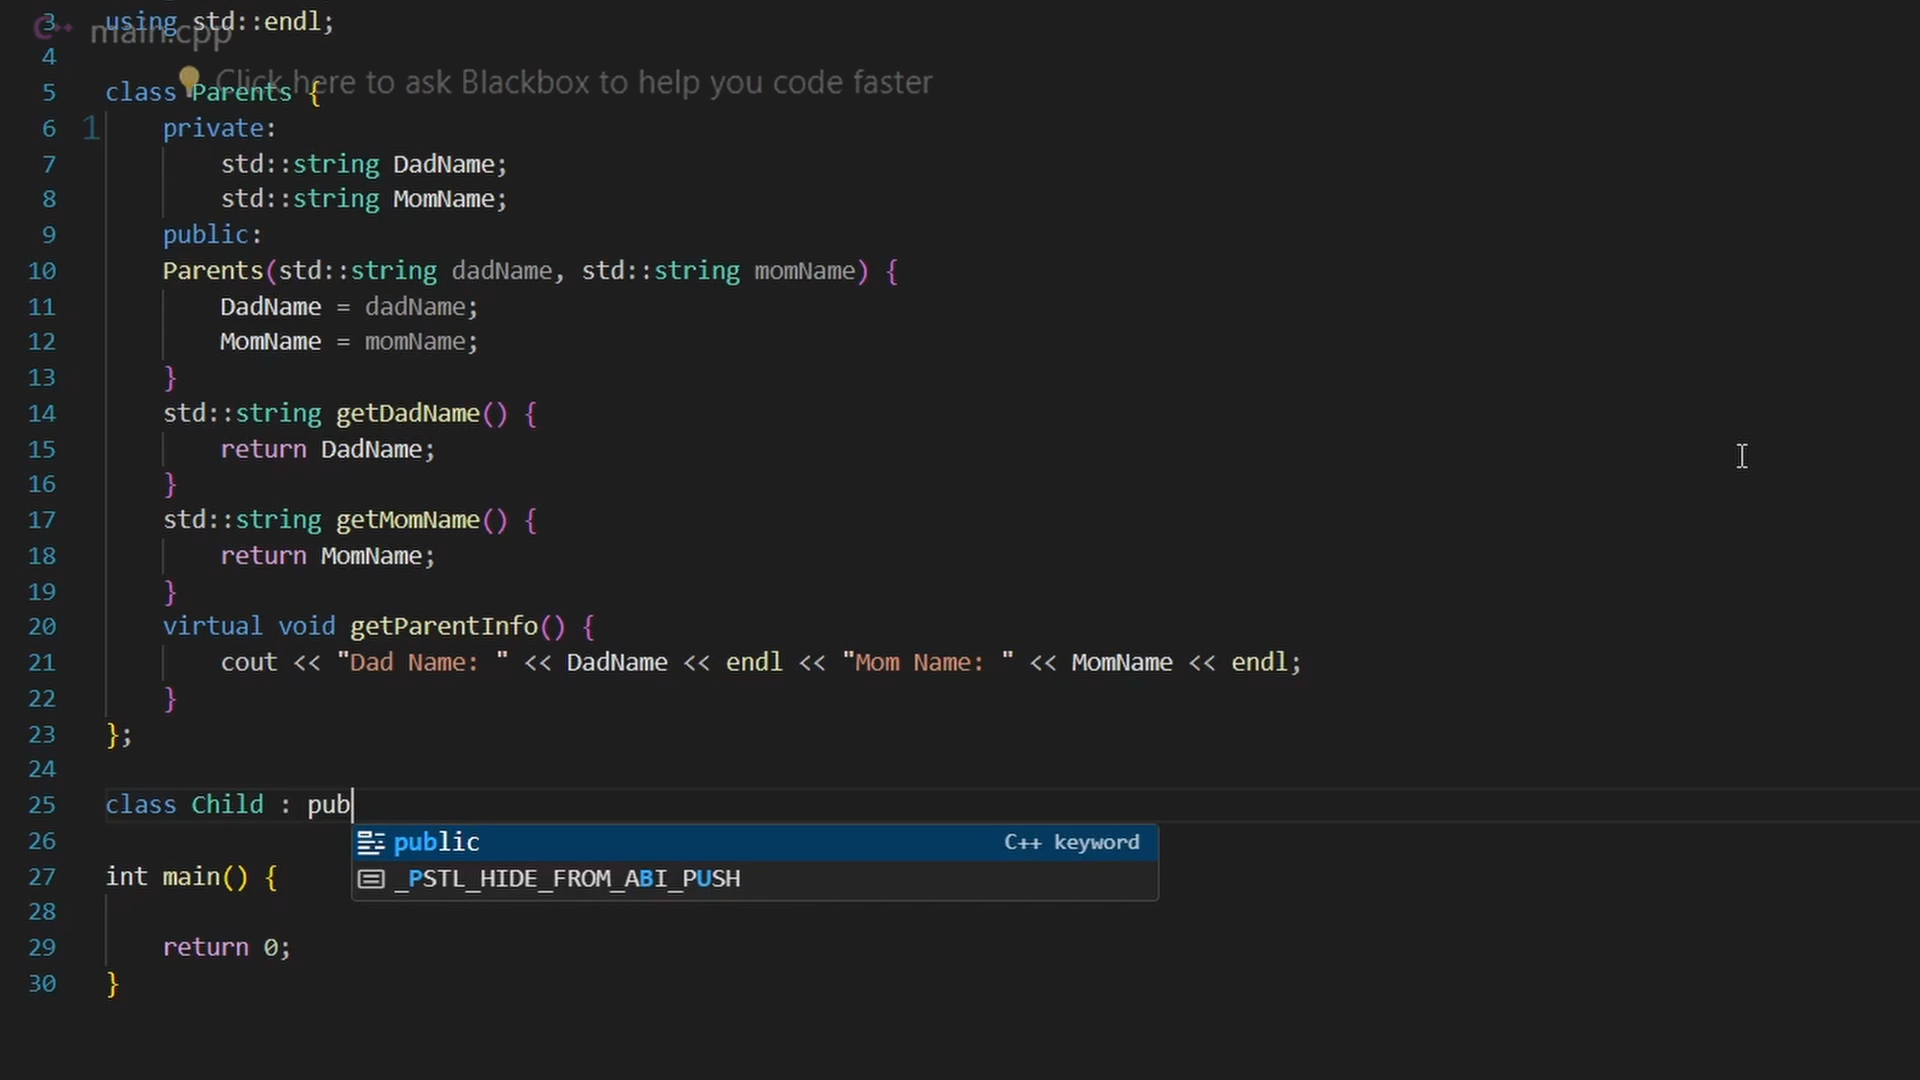 main.cpp
Click here to ask Blackbox to help you code faster
1
3 using std::endl;
4
5 class Parents {
6 private:
7 std::string DadName;
8 std::string MomName;
9 public:
10 Parents(std::string dadName, std::string momName) {
11 DadName = dadName;
12 MomName = momName;
13 }
14 std::string getDadName() {
15 return DadName;
16 }
17 std::string getMomName() {
18 return MomName;
19 }
20 virtual void getParentInfo() {
21 cout << "Dad Name: " << DadName << endl << "Mom Name: " << MomName << endl;
22 }
23 };
24
25 class Child : pub
public C++ keyword
_PSTL_HIDE_FROM_ABI_PUSH
26
27 int main() {
28
29 return 0;
30 }